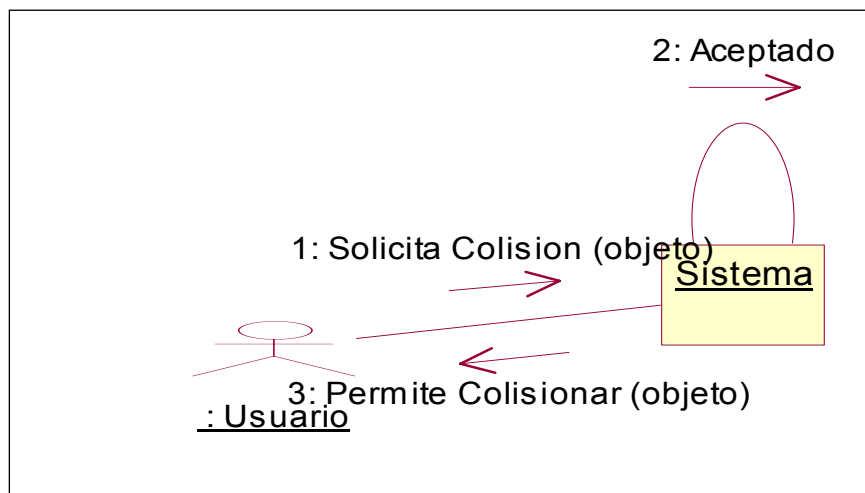 2: Aceptado
1: Solicita Colision (objeto)
Sistema
3: Permite Colisionar (objeto)
: Usuario